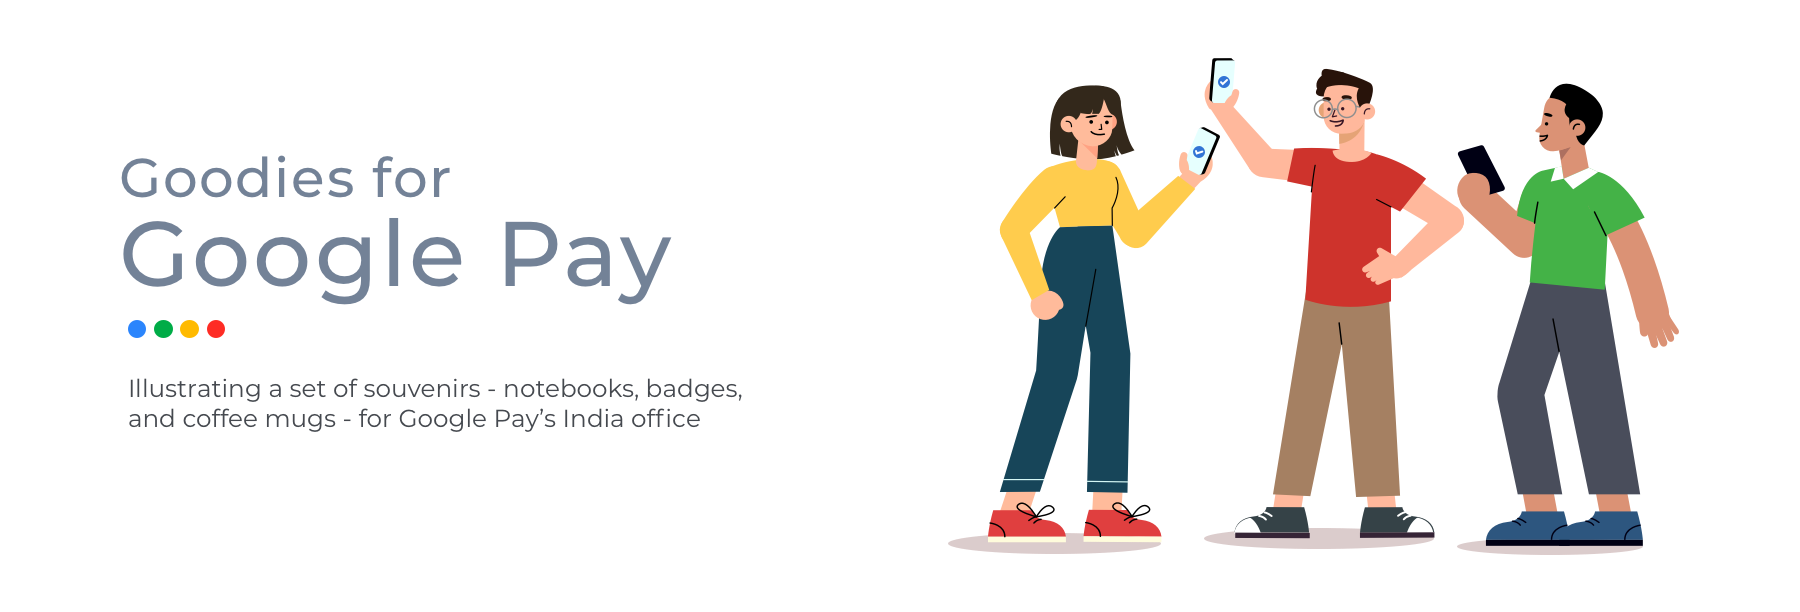 Goodies for
Google Pay
Illustrating a set of souvenirs - notebooks, badges,
and coffee mugs - for Google Pay’s India office